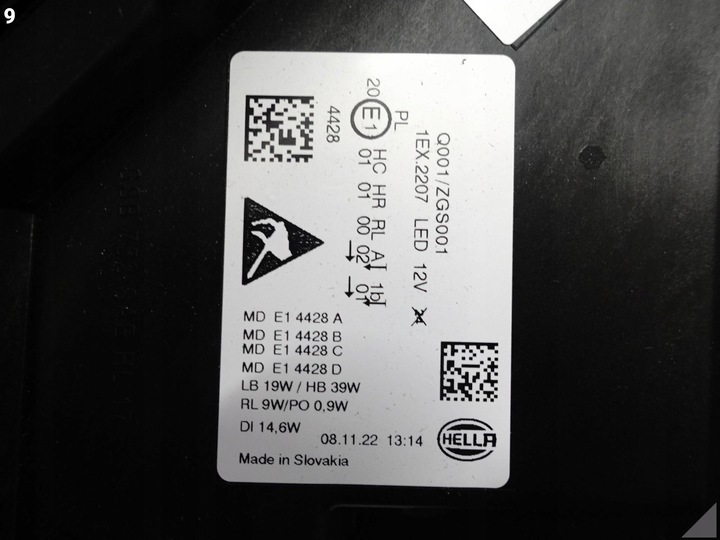 9
Q001/ZGS001
1EX.2207 LED 12V 24
PL
20 E1 HC HR RL AI 1bI
01 01 00 02 01
4428
MD E1 4428 A
MD E1 4428 B
MD E1 4428 C
MD E1 4428 D
LB 19W / HB 39W
RL 9W/PO 0,9W
DI 14,6W
08.11.22 13:14
HELLA
Made in Slovakia